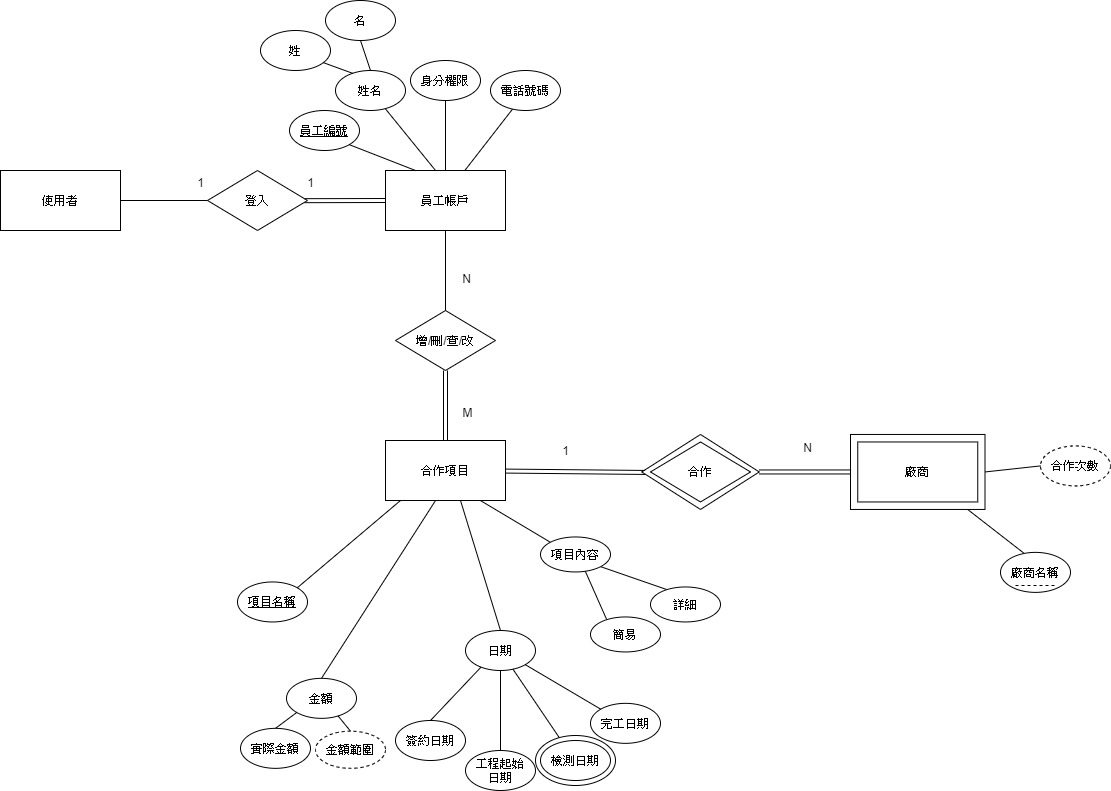 名
姓
姓名
身分權限
電話號碼
員工編號
使用者
1
登入
1
員工帳戶
N
增/刪/查/改
M
合作項目
1
合作
N
廠商
合作次數
廠商名稱
項目內容
詳細
簡易
項目名稱
日期
金額
實際金額
金額範圍
簽約日期
工程起始
日期
檢測日期
完工日期